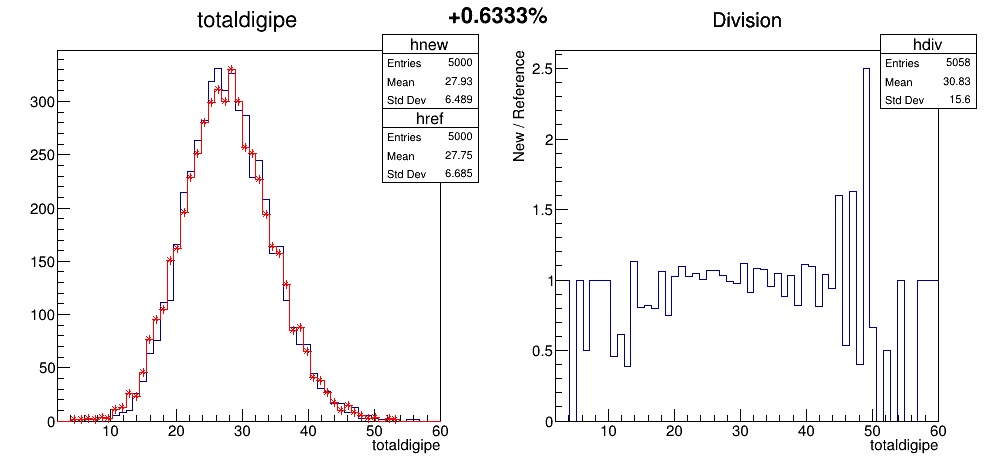 +0.6333%
totaldigipe
hnew
Entries 5000
Mean 27.93
Std Dev 6.489
href
Entries 5000
Mean 27.75
Std Dev 6.685
300
250
200
150
100
50
0
10 20 30 40 50 60
totaldigipe
Division
hdiv
Entries 5058
Mean 30.83
Std Dev 15.6
New / Reference
2.5
2
1.5
1
0.5
0
10 20 30 40 50 60
totaldigipe